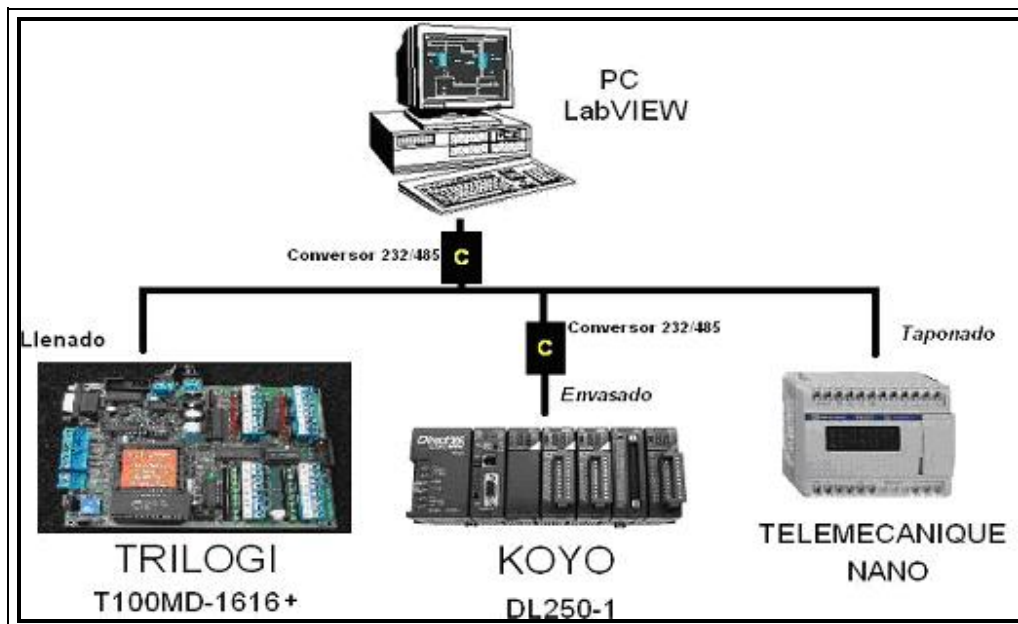 PC
LabVIEW
Conversor 232/485
C
Llenado
Conversor 232/485
C
Taponado
Envasado
Direct
TRILOGI
T100MD-1616+
KOYO
DL250-1
TELEMECANIQUE
NANO